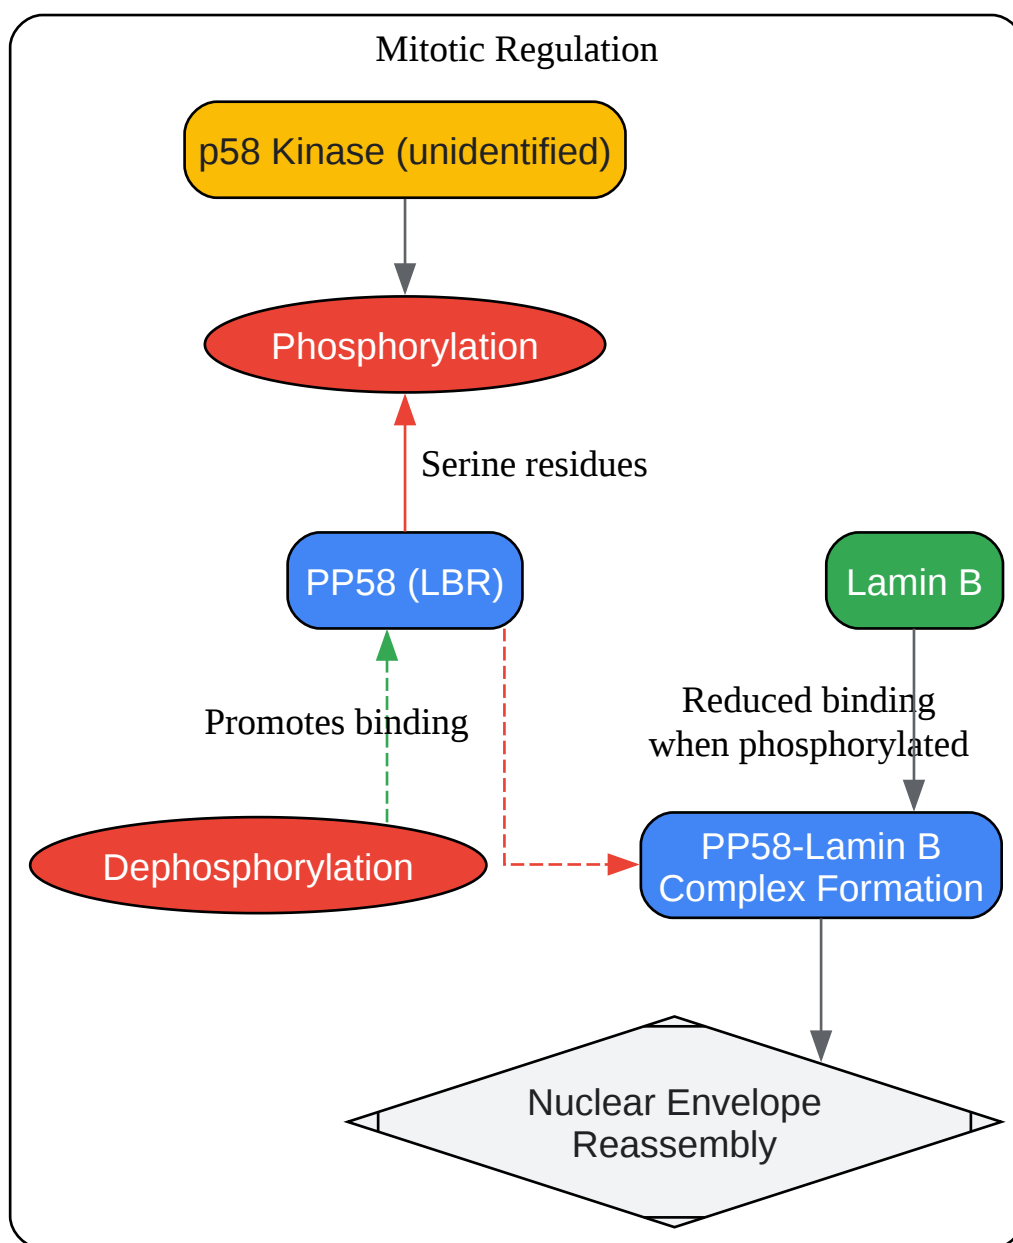 Mitotic Regulation
p58 Kinase (unidentified)
Phosphorylation
Serine residues
PP58 (LBR)
Lamin B
Promotes binding
Reduced binding
when phosphorylated
Dephosphorylation
PP58-Lamin B
Complex Formation
Nuclear Envelope
Reassembly